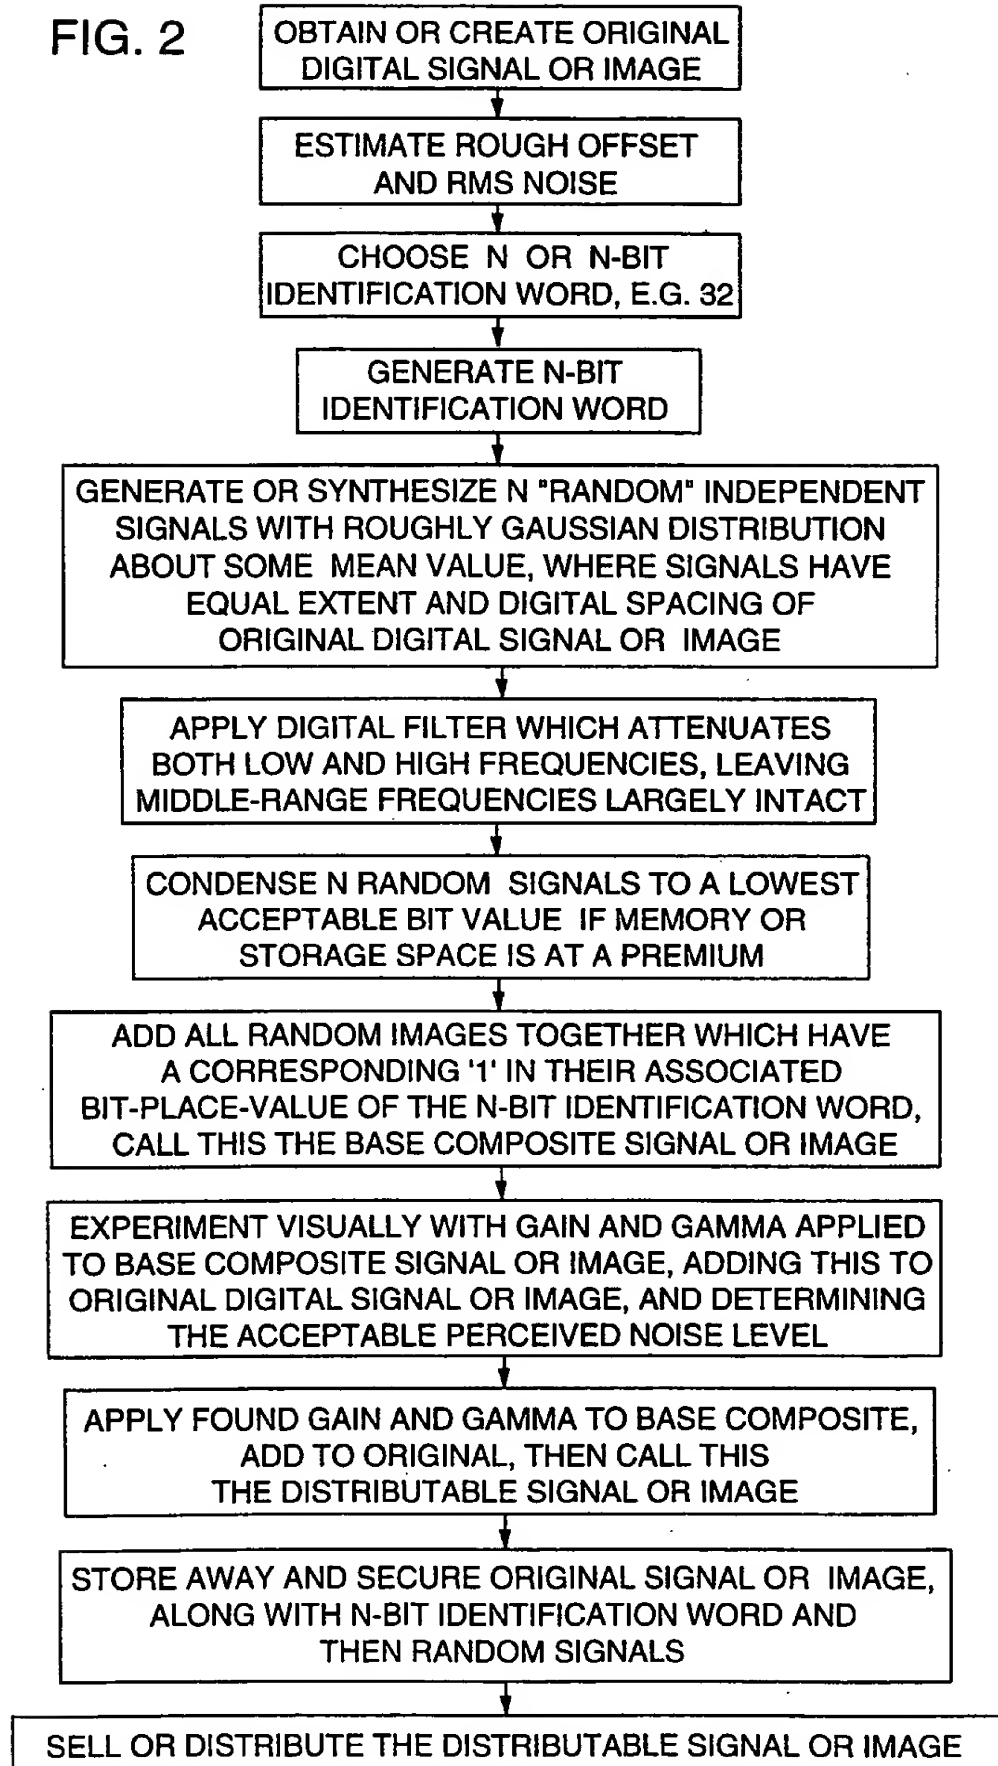 FIG. 2
OBTAIN OR CREATE ORIGINAL
DIGITAL SIGNAL OR IMAGE
ESTIMATE ROUGH OFFSET
AND RMS NOISE
CHOOSE N OR N-BIT
IDENTIFICATION WORD, E.G. 32
GENERATE N-BIT
IDENTIFICATION WORD
GENERATE OR SYNTHESIZE N "RANDOM" INDEPENDENT
SIGNALS WITH ROUGHLY GAUSSIAN DISTRIBUTION
ABOUT SOME MEAN VALUE, WHERE SIGNALS HAVE
EQUAL EXTENT AND DIGITAL SPACING OF
ORIGINAL DIGITAL SIGNAL OR IMAGE
APPLY DIGITAL FILTER WHICH ATTENUATES
BOTH LOW AND HIGH FREQUENCIES, LEAVING
MIDDLE-RANGE FREQUENCIES LARGELY INTACT
CONDENSE N RANDOM SIGNALS TO A LOWEST
ACCEPTABLE BIT VALUE IF MEMORY OR
STORAGE SPACE IS AT A PREMIUM
ADD ALL RANDOM IMAGES TOGETHER WHICH HAVE
A CORRESPONDING '1' IN THEIR ASSOCIATED
BIT-PLACE-VALUE OF THE N-BIT IDENTIFICATION WORD,
CALL THIS THE BASE COMPOSITE SIGNAL OR IMAGE
EXPERIMENT VISUALLY WITH GAIN AND GAMMA APPLIED
TO BASE COMPOSITE SIGNAL OR IMAGE, ADDING THIS TO
ORIGINAL DIGITAL SIGNAL OR IMAGE, AND DETERMINING
THE ACCEPTABLE PERCEIVED NOISE LEVEL
APPLY FOUND GAIN AND GAMMA TO BASE COMPOSITE,
ADD TO ORIGINAL, THEN CALL THIS
THE DISTRIBUTABLE SIGNAL OR IMAGE
STORE AWAY AND SECURE ORIGINAL SIGNAL OR IMAGE,
ALONG WITH N-BIT IDENTIFICATION WORD AND
THEN RANDOM SIGNALS
SELL OR DISTRIBUTE THE DISTRIBUTABLE SIGNAL OR IMAGE